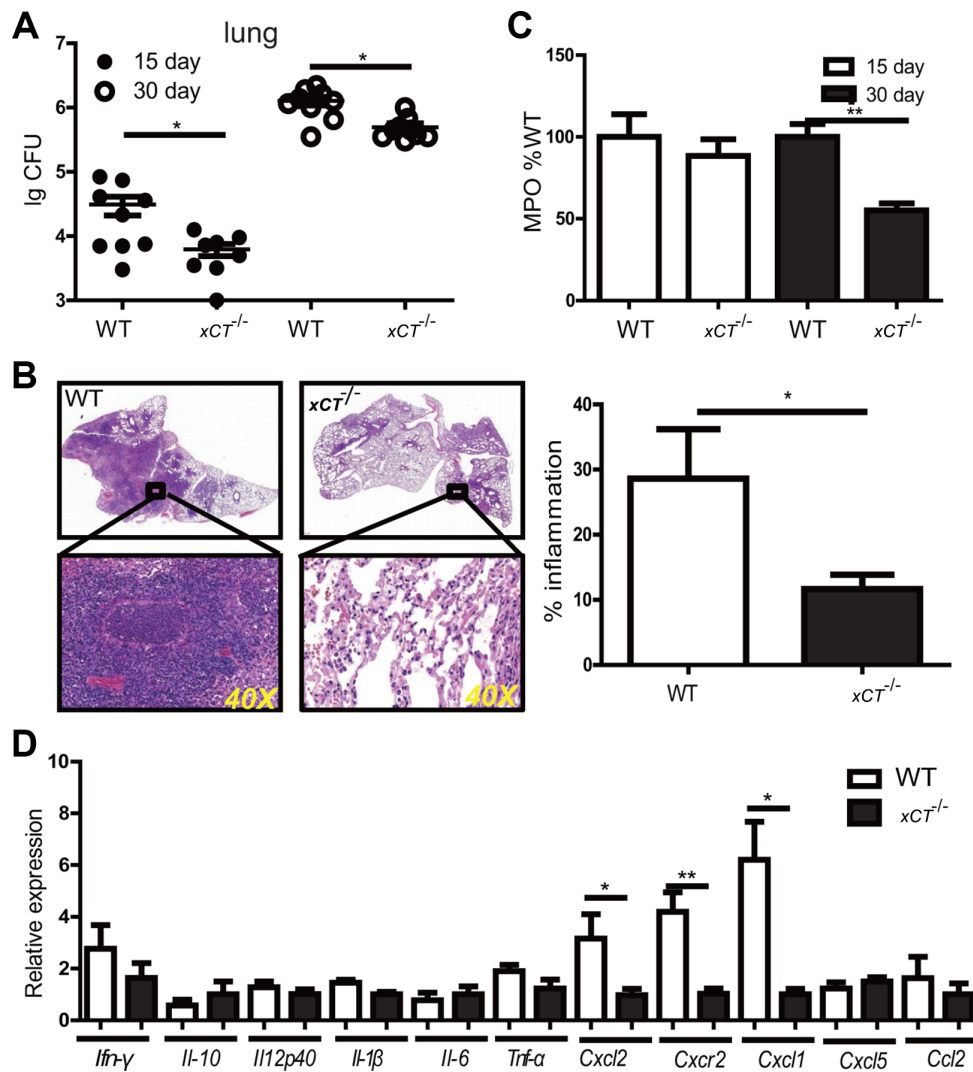 A
lung
15 day
30 day
*
*
lg CFU
6
5
4
3
WT
xCT-/-
WT
xCT-/-
C
15 day
30 day
**
MPO %WT
150
100
50
0
WT
xCT-/-
WT
xCT-/-
B
WT
xCT-/-
40X
40X
% inflammation
40
30
20
10
0
*
WT
xCT-/-
D
Relative expression
10
8
6
4
2
0
WT
xCT-/-
*
**
*
Ifn-γ
Il-10
Il12p40
Il-1β
Il-6
Tnf-α
Cxcl2
Cxcr2
Cxcl1
Cxcl5
Ccl2